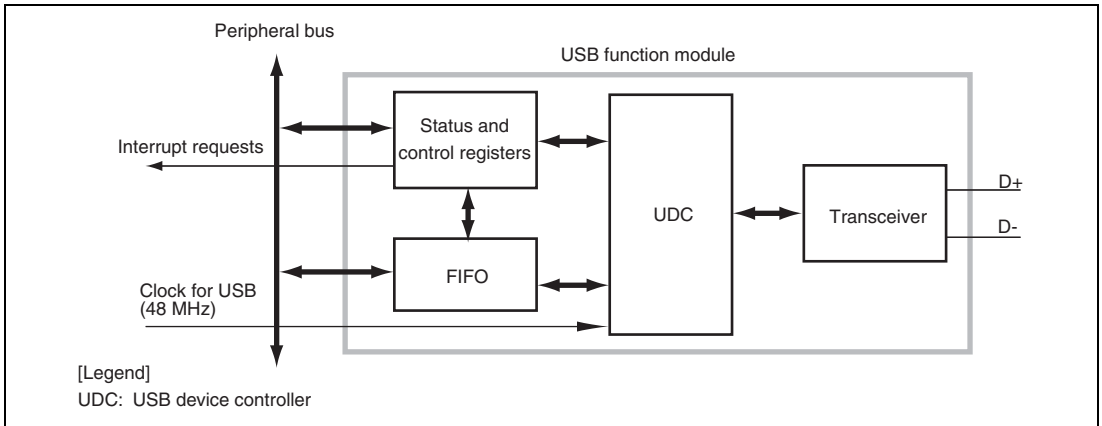 Peripheral bus
USB function module
Status and
control registers
Interrupt requests
UDC
Transceiver
D+
D-
FIFO
Clock for USB
(48 MHz)
[Legend]
UDC: USB device controller